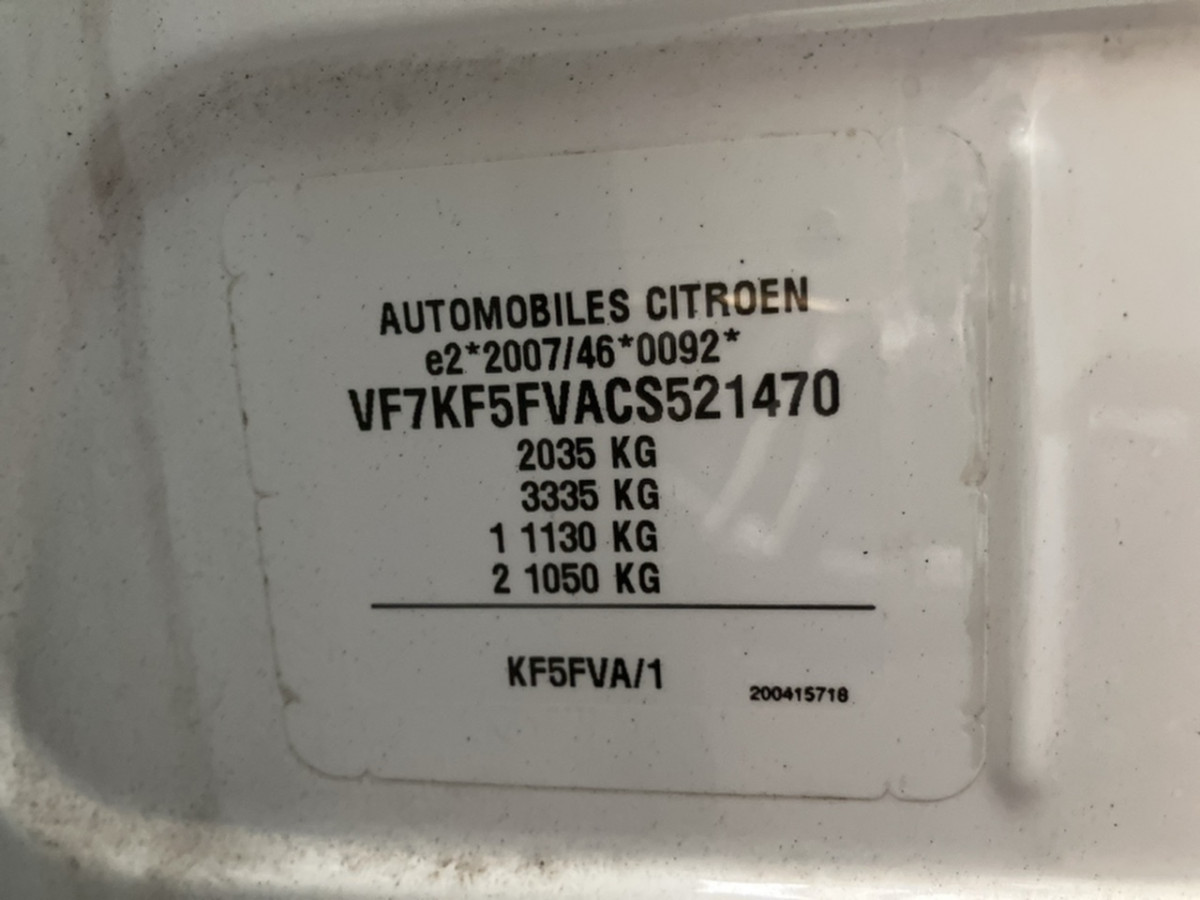 AUTOMOBILES CITROEN
e2*2007/46*0092*
VF7KF5FVACS521470
2035 KG
3335 KG
1 1130 KG
2 1050 KG
KF5FVA/1
200415718